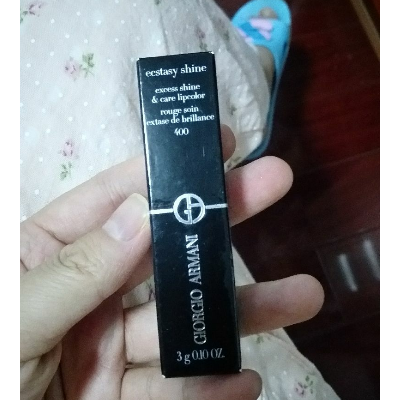 ecstasy shine
excess shine
& care lipcolor
rouge soin
extase de brillance
400
GIORGIO ARMANI
3 g 0.10 OZ.